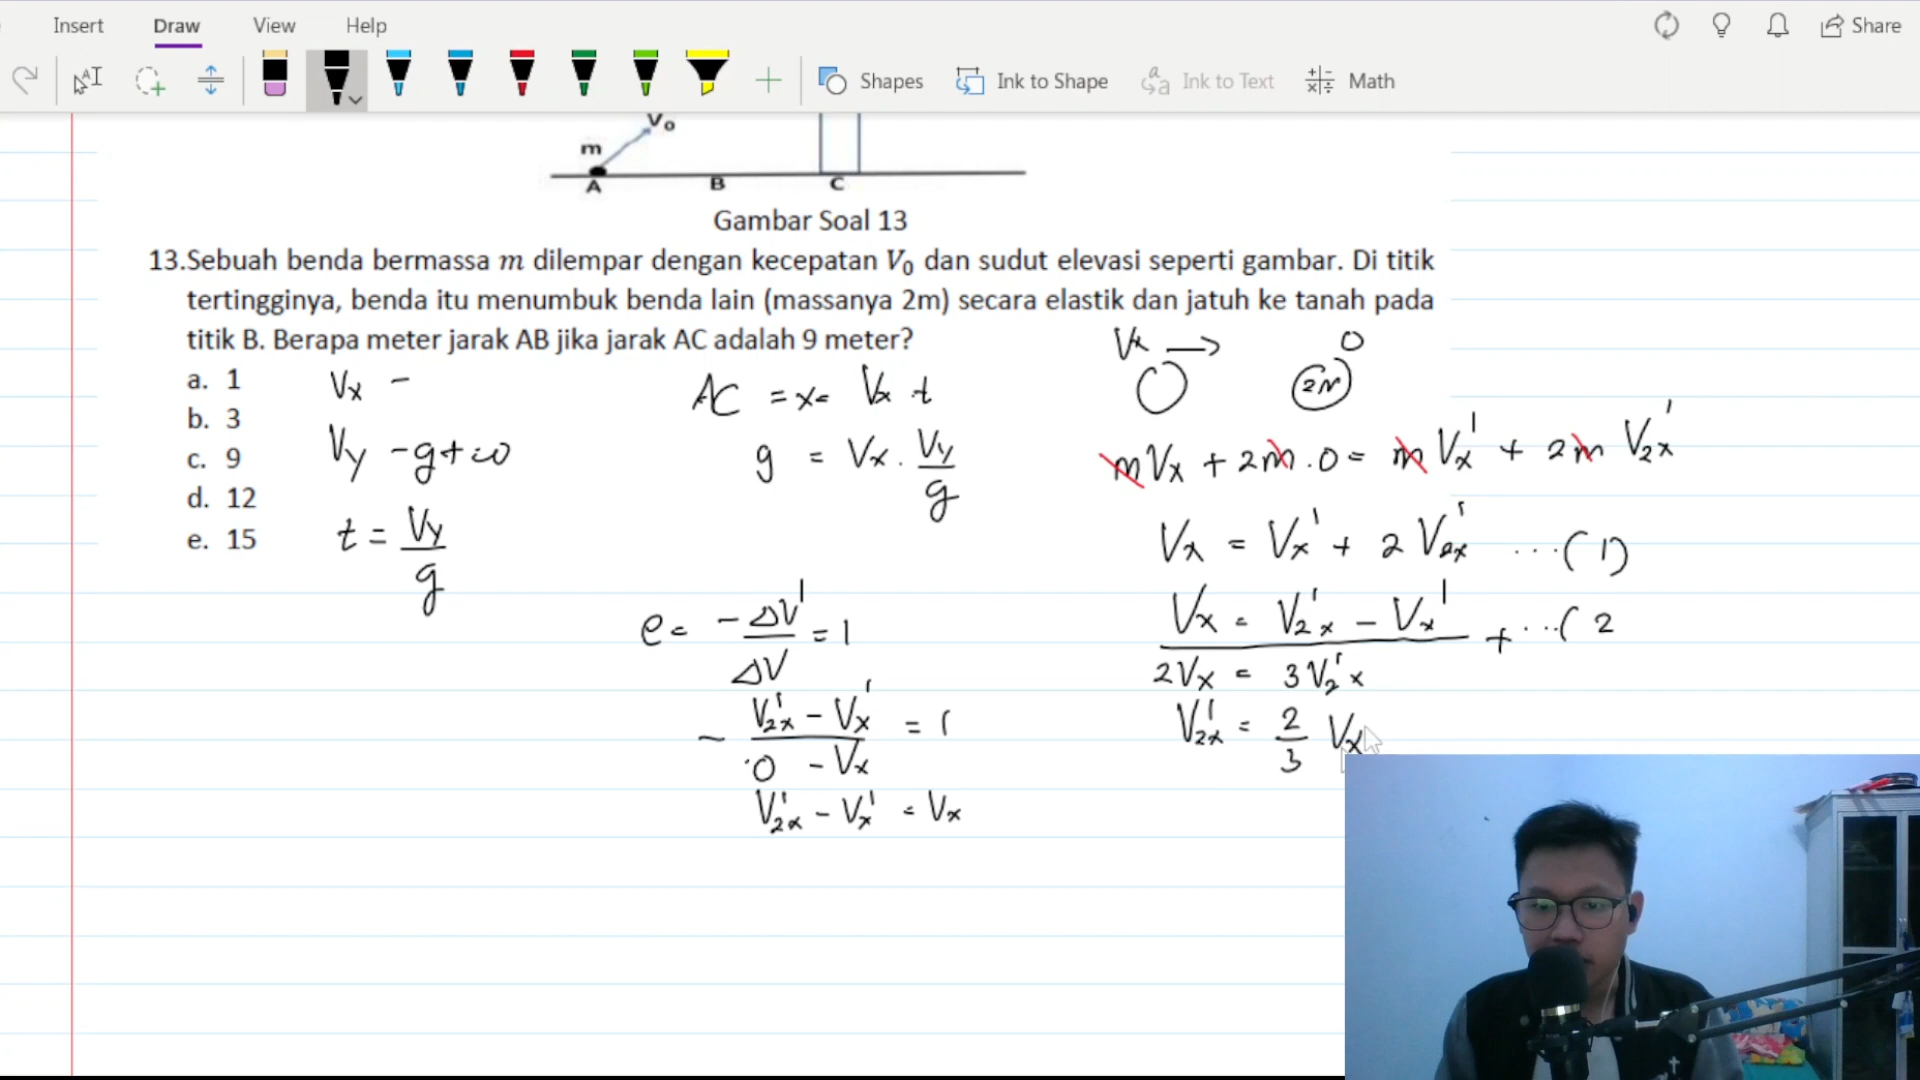 Insert Draw View Help Share
Shapes Ink to Shape Ink to Text Math
V₀
m
A B C
Gambar Soal 13
13.Sebuah benda bermassa m dilempar dengan kecepatan V₀ dan sudut elevasi seperti gambar. Di titik
tertingginya, benda itu menumbuk benda lain (massanya 2m) secara elastik dan jatuh ke tanah pada
titik B. Berapa meter jarak AB jika jarak AC adalah 9 meter?
a. 1
b. 3
c. 9
d. 12
e. 15
Vx -
t = Vy/g
AC = x = Vx . t
9 = Vx . Vy/g
e = -ΔV'/ΔV = 1
- (V2x' - Vx')/(0 - Vx) = 1
V2x' - Vx' = Vx
Vx → 0
2m
mVx + 2m . 0 = mVx' + 2m V2x'
Vx = Vx' + 2V2x' ...(1)
Vx = V2x' - Vx' + ...(2
2Vx = 3V2'x
V2x' = 2/3 Vx